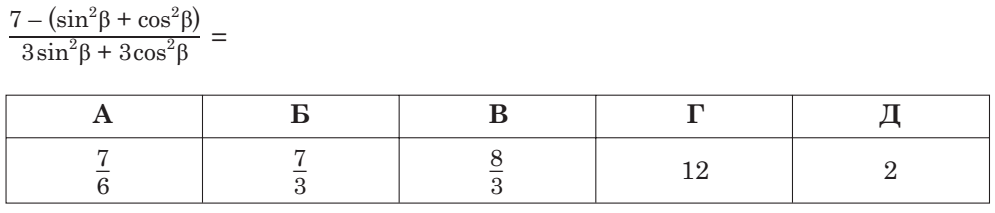 7 – (sin²β + cos²β)
3sin²β + 3cos²β =
А Б В Г Д
7/6 7/3 8/3 12 2